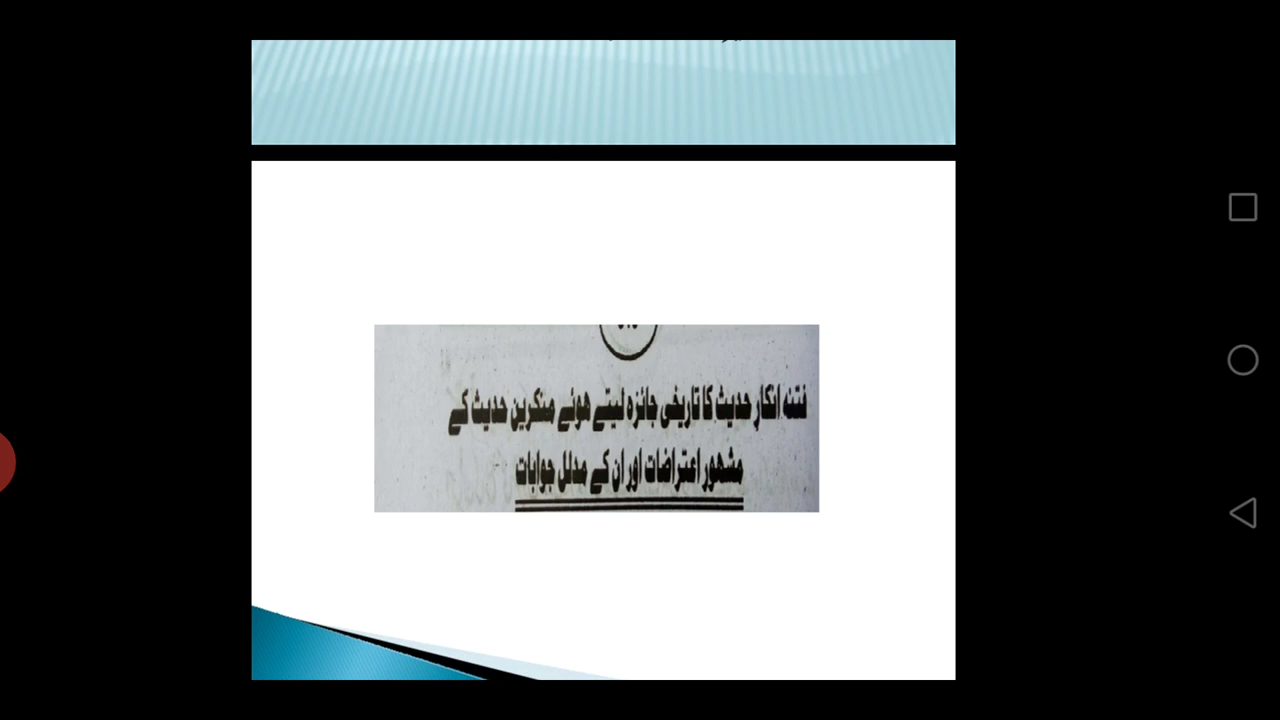 فتنہ انکار حدیث کا تاریخی جائزہ لیتے ہوئے منکرین حدیث کے
مشہور اعتراضات اور ان کے مدلل جوابات